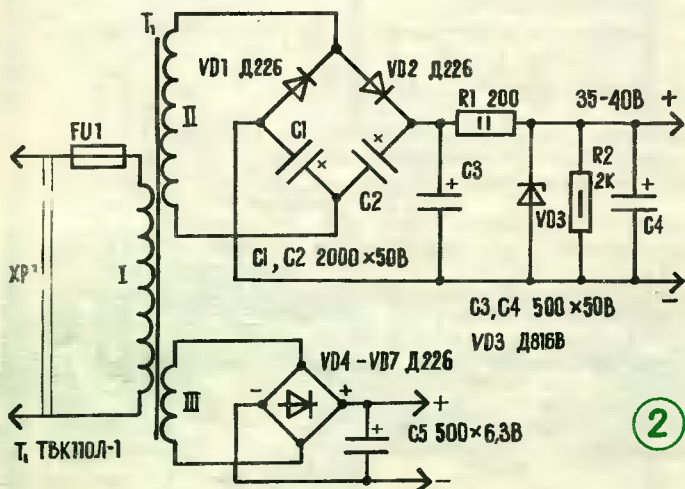 T₁
VD1 Д226
VD2 Д226
R1 200
35-40В
+
FU1
II
C1
×
×
C2
+
C3
R2
2К
+
VD3
C4
ХР1
I
C1, C2 2000×50В
−
C3, C4 500×50В
VD3 Д816В
VD4-VD7 Д226
III
−
+
+
+
C5 500×6,3В
−
T₁ ТВК110Л-1
2